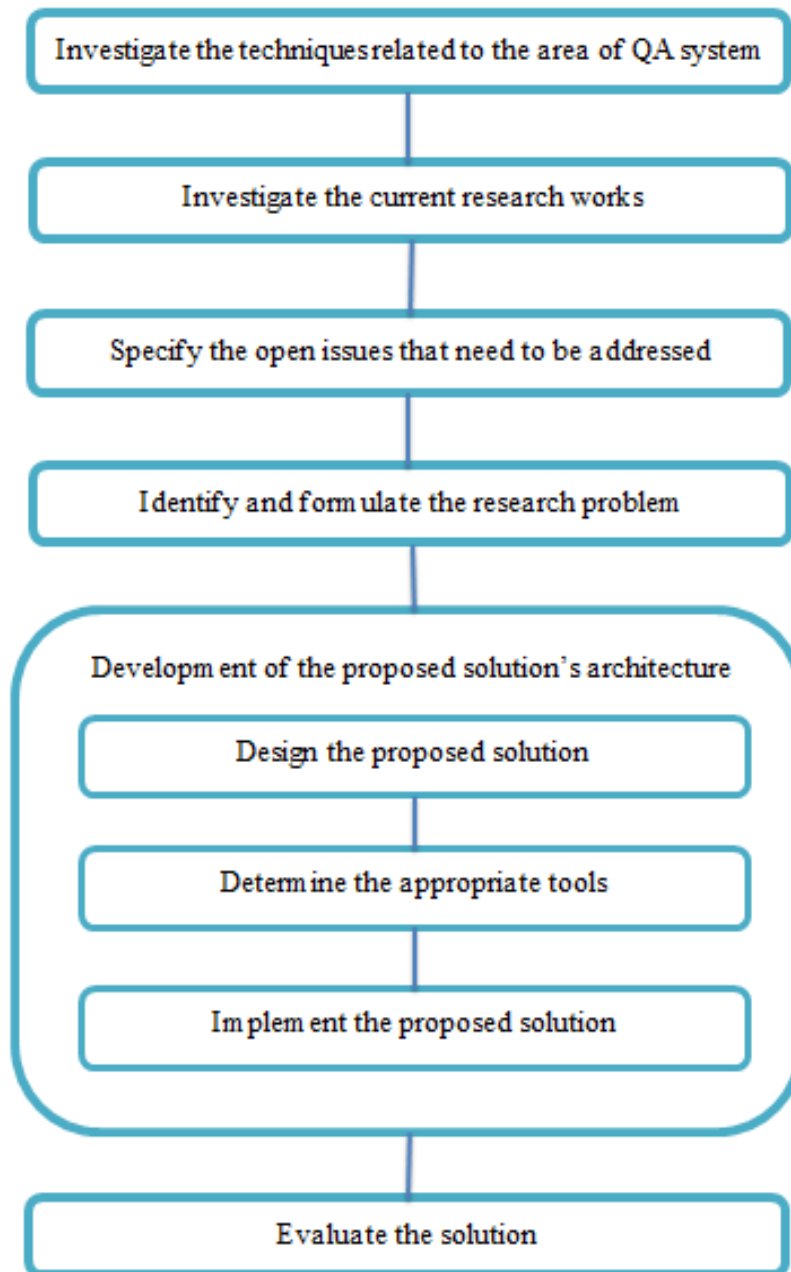 Investigate the techniques related to the area of QA system
Investigate the current research works
Specify the open issues that need to be addressed
Identify and formulate the research problem
Development of the proposed solution’s architecture
Design the proposed solution
Determine the appropriate tools
Implement the proposed solution
Evaluate the solution